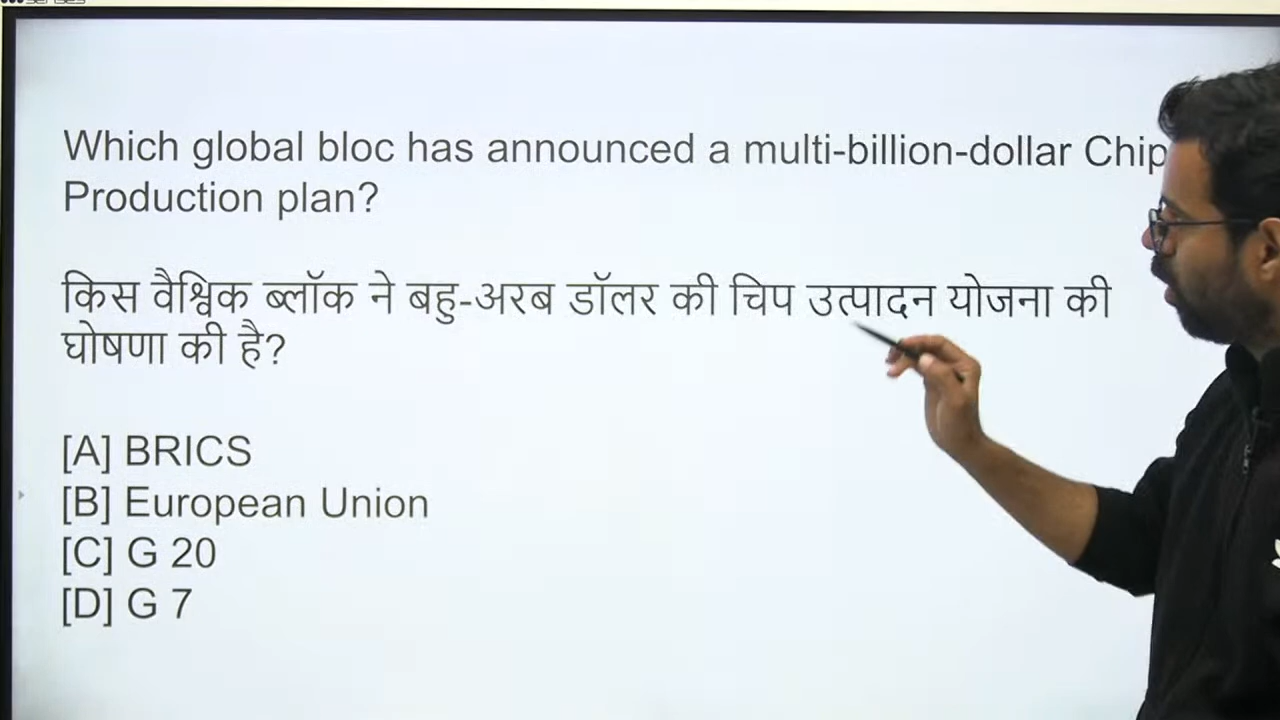 Which global bloc has announced a multi-billion-dollar Chip
Production plan?
किस वैश्विक ब्लॉक ने बहु-अरब डॉलर की चिप उत्पादन योजना की
घोषणा की है?
[A] BRICS
[B] European Union
[C] G 20
[D] G 7